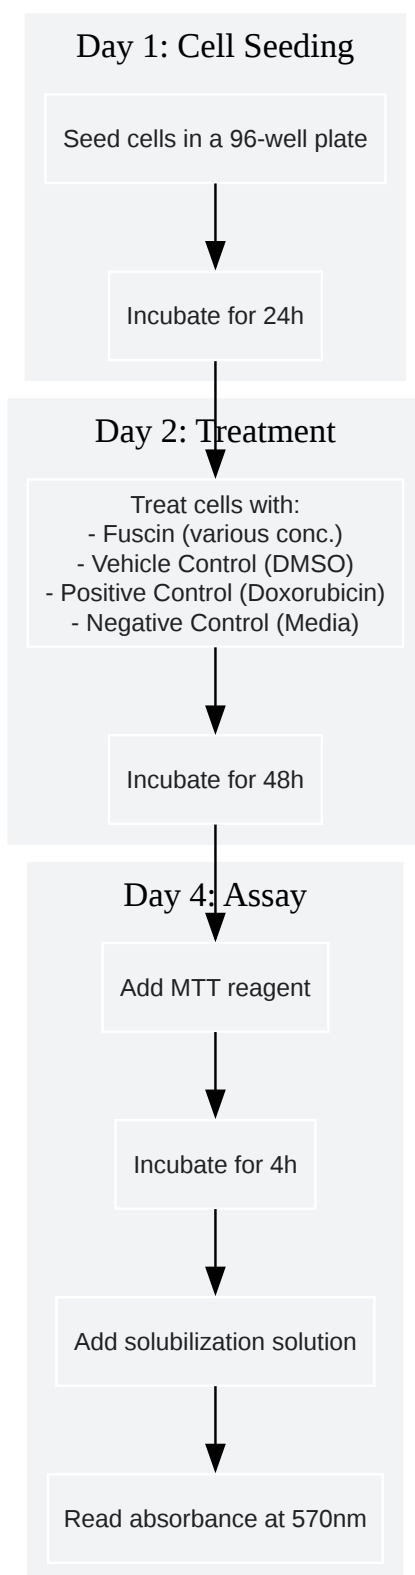 Day 1: Cell Seeding
Seed cells in a 96-well plate
Incubate for 24h
Day 2: Treatment
Treat cells with:
- Fuscin (various conc.)
- Vehicle Control (DMSO)
- Positive Control (Doxorubicin)
- Negative Control (Media)
Incubate for 48h
Day 4: Assay
Add MTT reagent
Incubate for 4h
Add solubilization solution
Read absorbance at 570nm